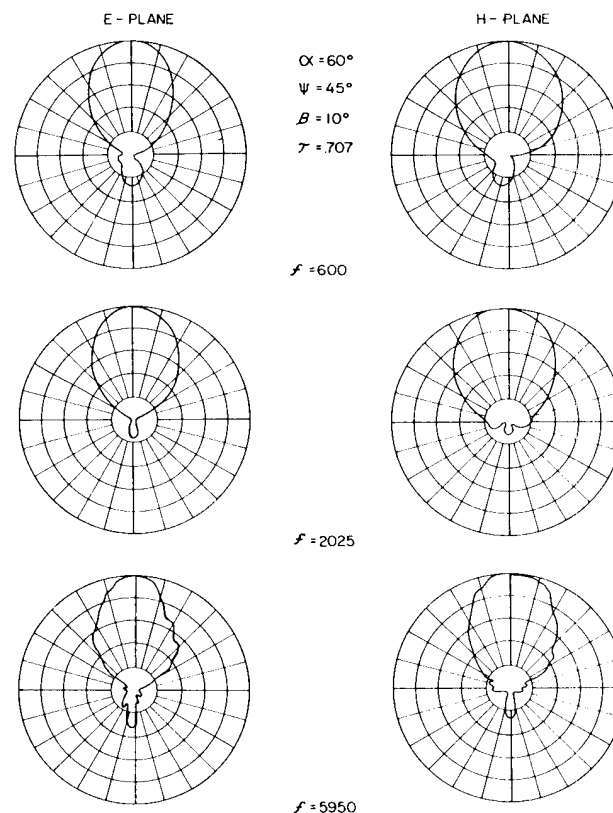 E - PLANE
H - PLANE
α = 60°
Ψ = 45°
β = 10°
τ = .707
f = 600
f = 2025
f = 5950